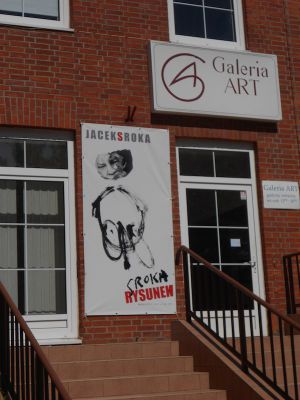 Galeria
ART
JACEKSROKA
SROKA
RYSUNEK
Galeria ART